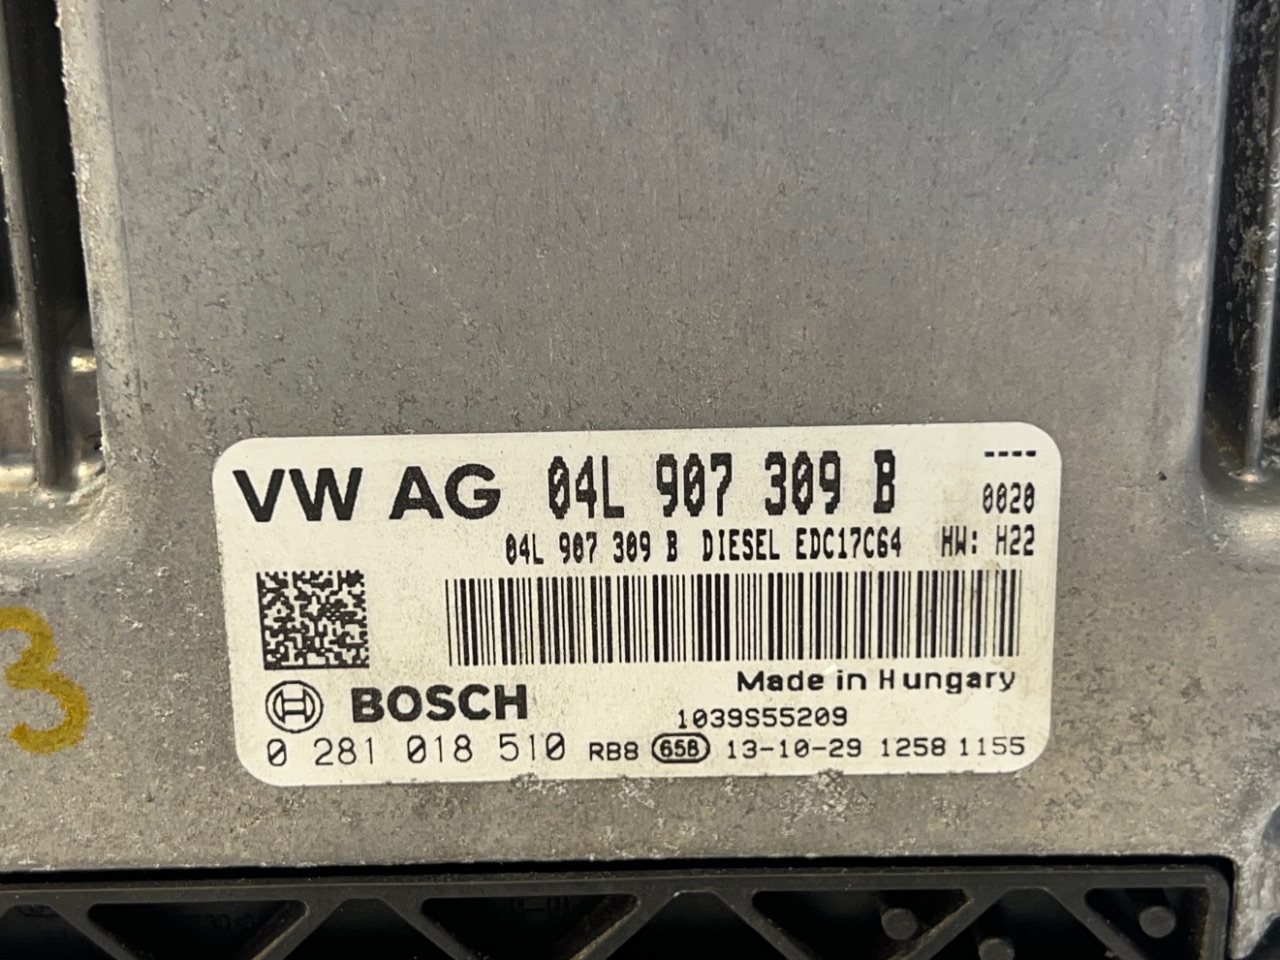 VW AG 04L 907 309 B ----
0020
04L 907 309 B DIESEL EDC17C64 HW: H22
Made in Hungary
BOSCH
1039S55209
0 281 018 510 RB8 658 13-10-29 1258 1155
3